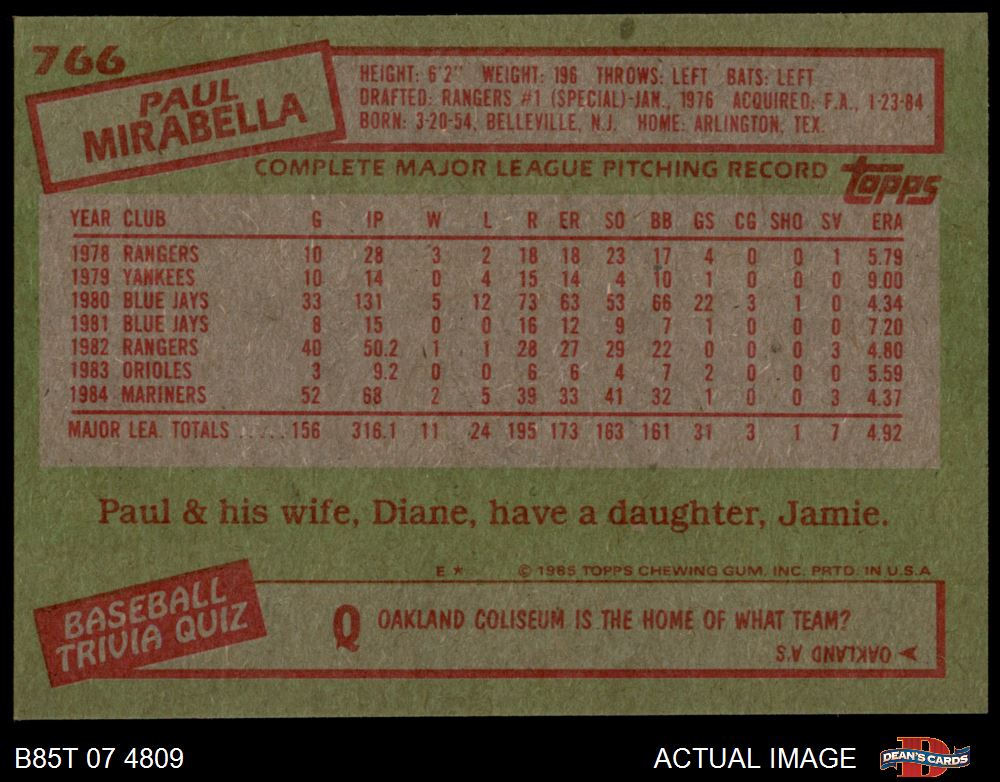 766
PAUL
MIRABELLA
HEIGHT: 6'2" WEIGHT: 196 THROWS: LEFT BATS: LEFT
DRAFTED: RANGERS #1 (SPECIAL)-JAN., 1976 ACQUIRED: F.A., 1-23-84
BORN: 3-20-54, BELLEVILLE, N.J. HOME: ARLINGTON, TEX.
COMPLETE MAJOR LEAGUE PITCHING RECORD
topps
YEAR CLUB G IP W L R ER SO BB GS CG SHO SV ERA
1978 RANGERS 10 28 3 2 18 18 23 17 4 0 0 1 5.79
1979 YANKEES 10 14 0 4 15 14 4 10 1 0 0 0 9.00
1980 BLUE JAYS 33 131 5 12 73 63 53 66 22 3 1 0 4.34
1981 BLUE JAYS 8 15 0 0 16 12 9 7 1 0 0 0 7.20
1982 RANGERS 40 50.2 1 1 28 27 29 22 0 0 0 3 4.80
1983 ORIOLES 3 9.2 0 0 6 6 4 7 2 0 0 0 5.59
1984 MARINERS 52 68 2 5 39 33 41 32 1 0 0 3 4.37
MAJOR LEA. TOTALS ..... 156 316.1 11 24 195 173 163 161 31 3 1 7 4.92
Paul & his wife, Diane, have a daughter, Jamie.
E * © 1985 TOPPS CHEWING GUM, INC. PRTD. IN U.S.A
BASEBALL
TRIVIA QUIZ
Q OAKLAND COLISEUM IS THE HOME OF WHAT TEAM?
OAKLAND A'S
B85T 07 4809
ACTUAL IMAGE
D
DEAN'S CARDS